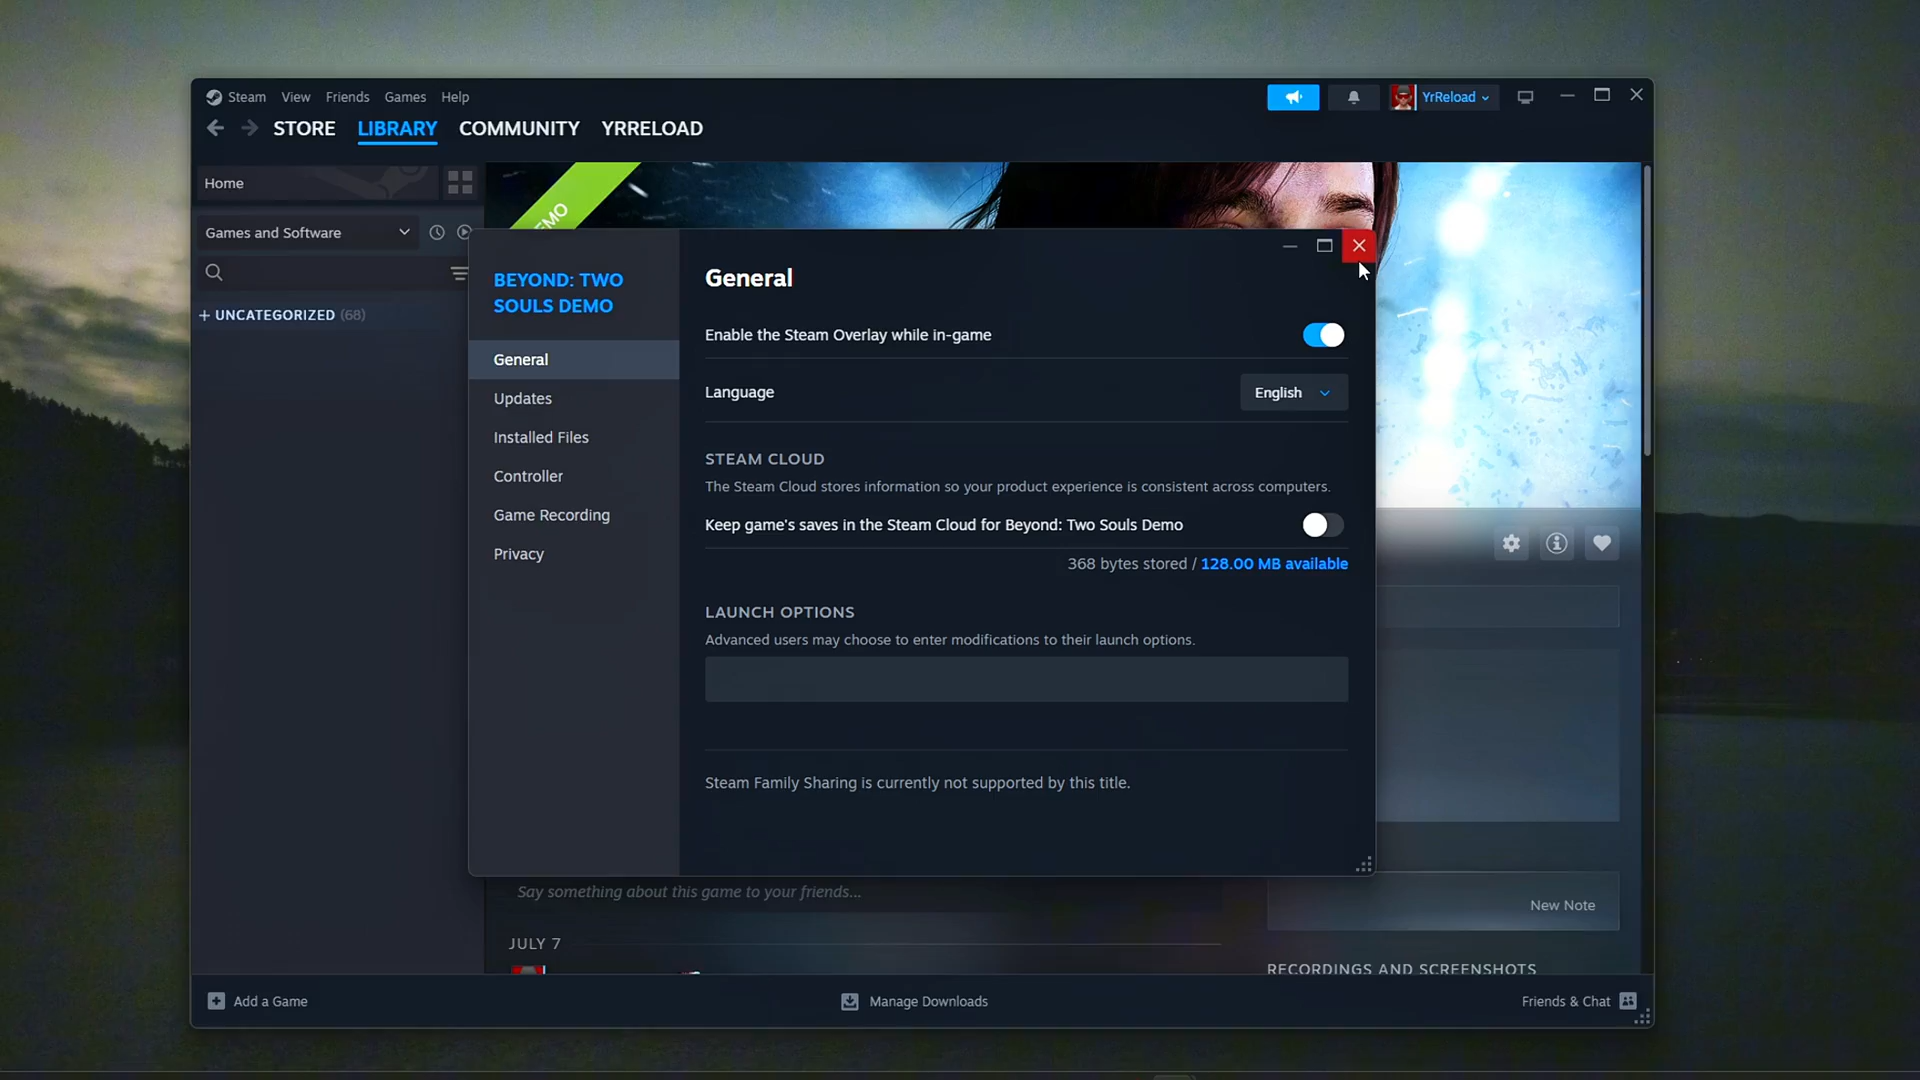 Steam View Friends Games Help
YrReload
STORE LIBRARY COMMUNITY YRRELOAD
Home
Games and Software
+ UNCATEGORIZED (68)
BEYOND: TWO
SOULS DEMO
General
Updates
Installed Files
Controller
Game Recording
Privacy
General
Enable the Steam Overlay while in-game
Language
English
STEAM CLOUD
The Steam Cloud stores information so your product experience is consistent across computers.
Keep game's saves in the Steam Cloud for Beyond: Two Souls Demo
368 bytes stored / 128.00 MB available
LAUNCH OPTIONS
Advanced users may choose to enter modifications to their launch options.
Steam Family Sharing is currently not supported by this title.
Say something about this game to your friends...
New Note
JULY 7
RECORDINGS AND SCREENSHOTS
Add a Game
Manage Downloads
Friends & Chat